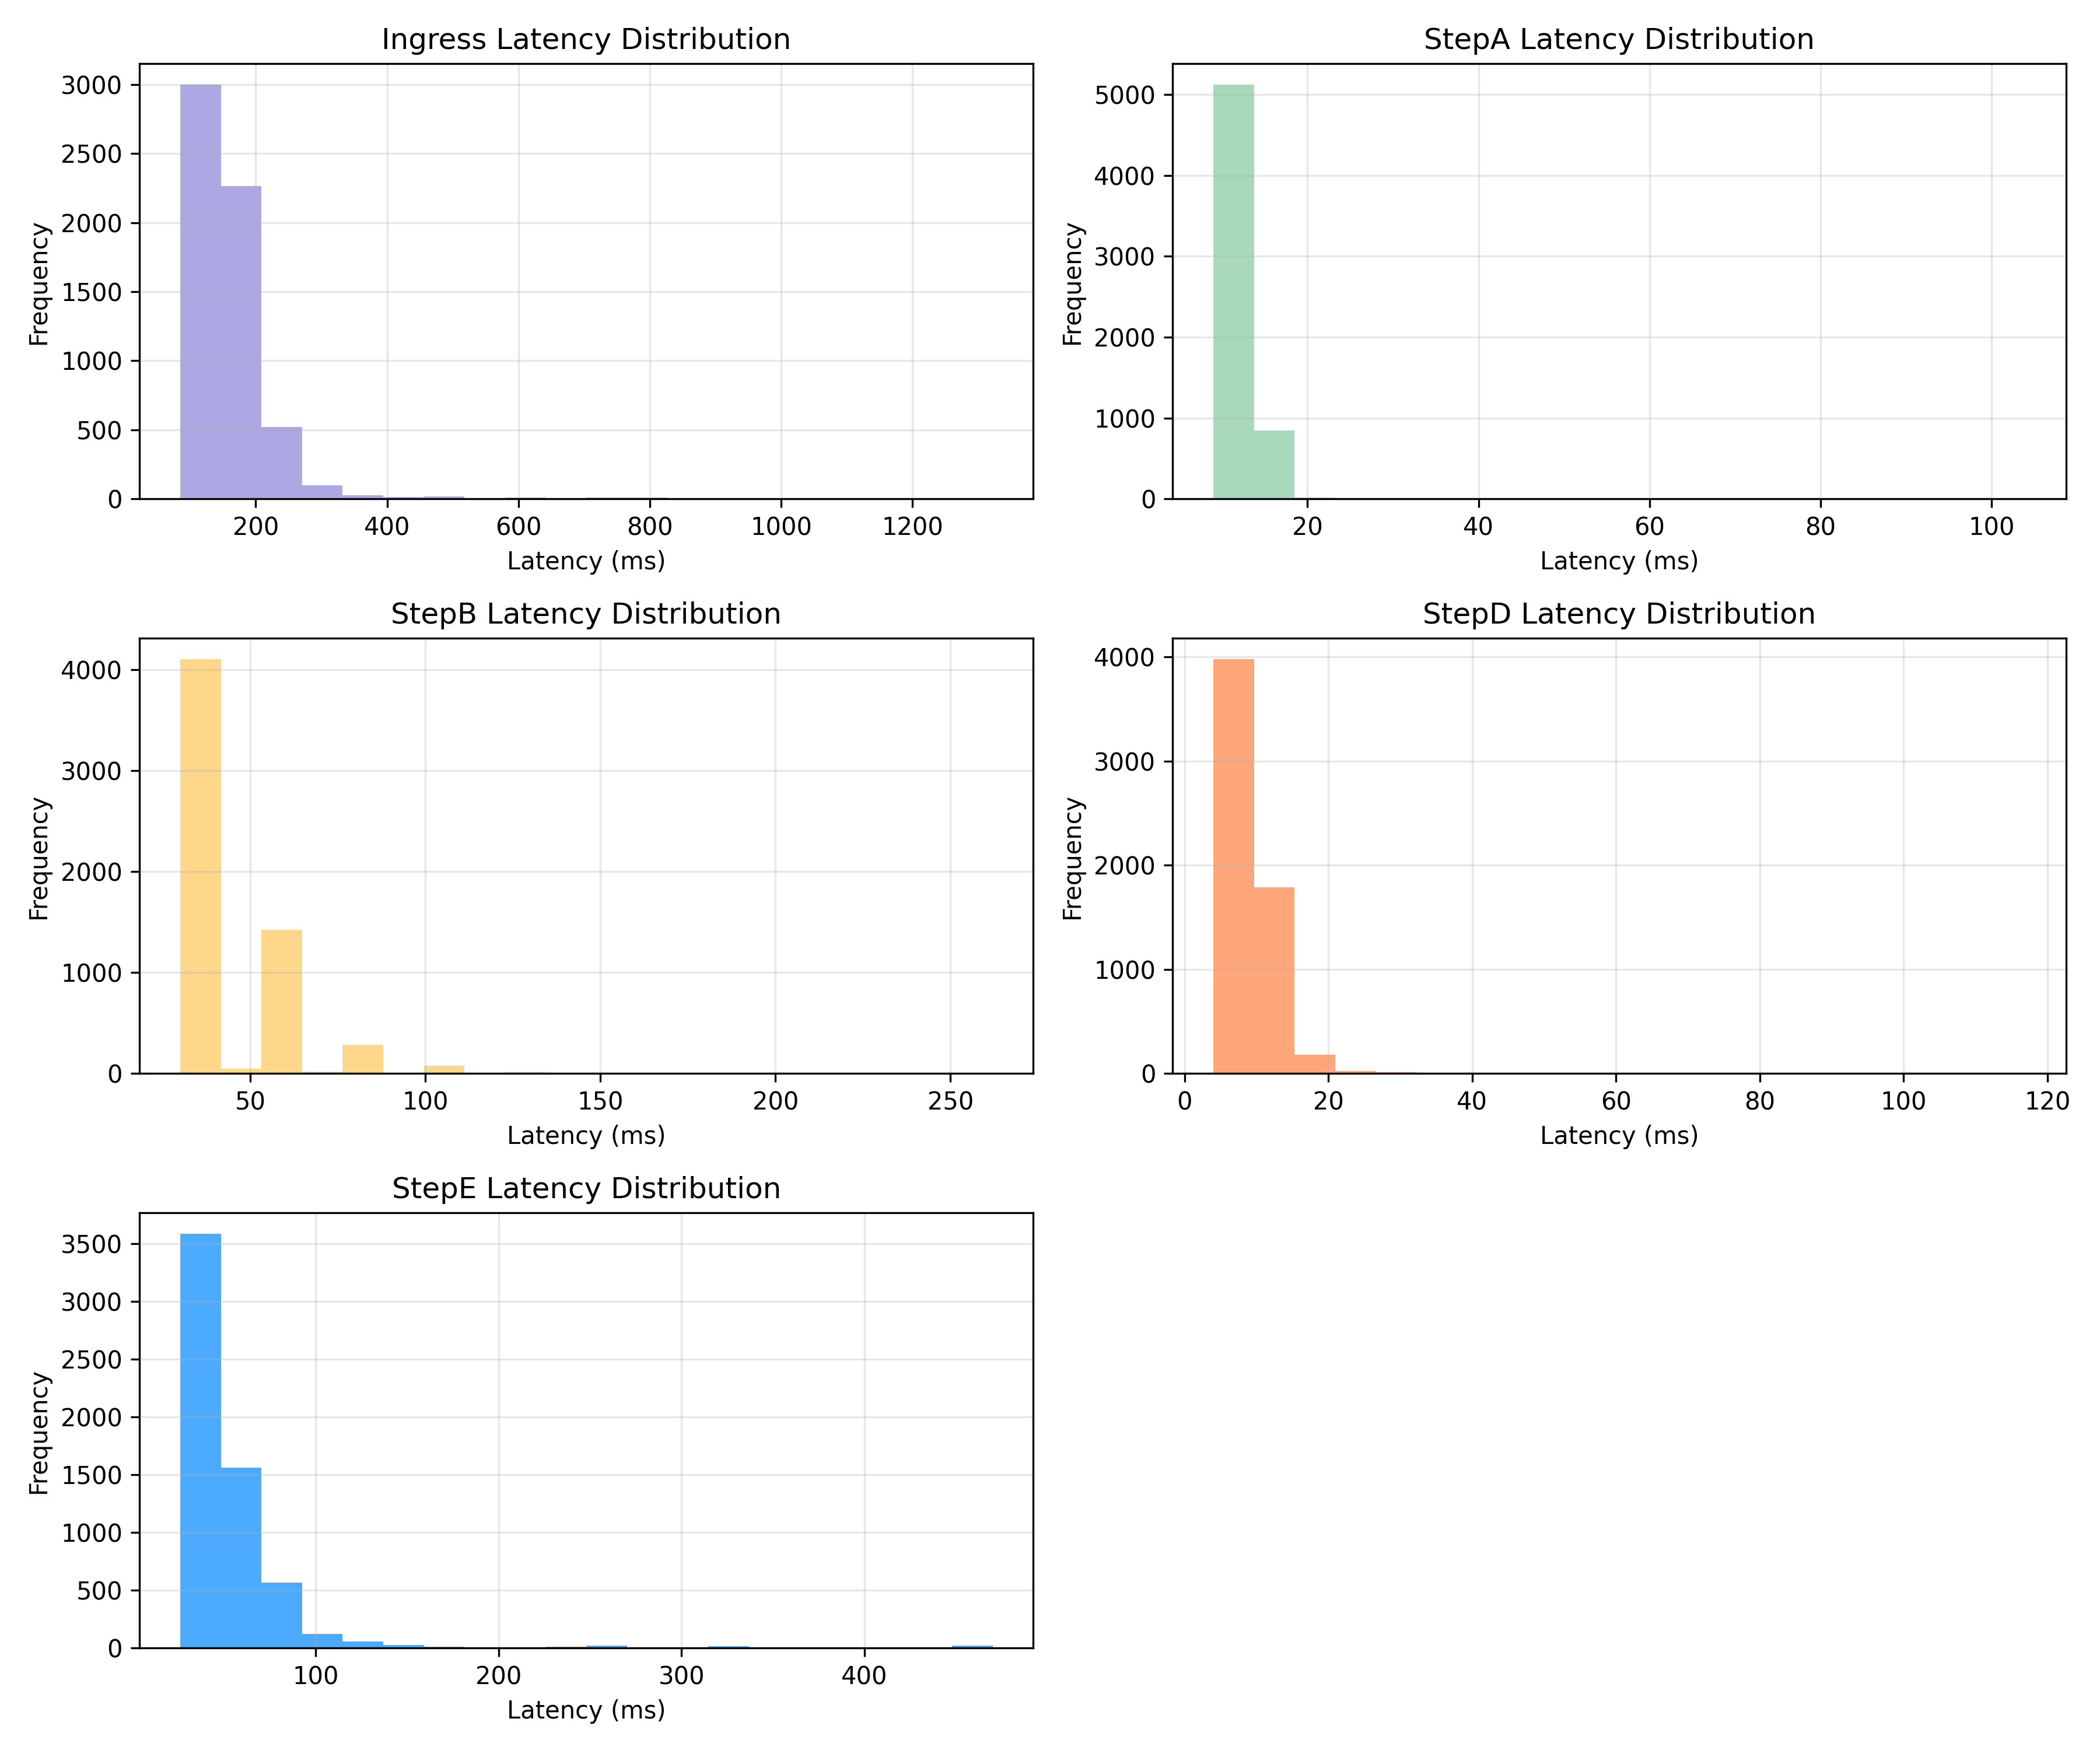 Ingress Latency Distribution
Frequency
3000
2500
2000
1500
1000
500
0
200 400 600 800 1000 1200
Latency (ms)
StepA Latency Distribution
Frequency
5000
4000
3000
2000
1000
0
20 40 60 80 100
Latency (ms)
StepB Latency Distribution
Frequency
4000
3000
2000
1000
0
50 100 150 200 250
Latency (ms)
StepD Latency Distribution
Frequency
4000
3000
2000
1000
0
0 20 40 60 80 100 120
Latency (ms)
StepE Latency Distribution
Frequency
3500
3000
2500
2000
1500
1000
500
0
100 200 300 400
Latency (ms)